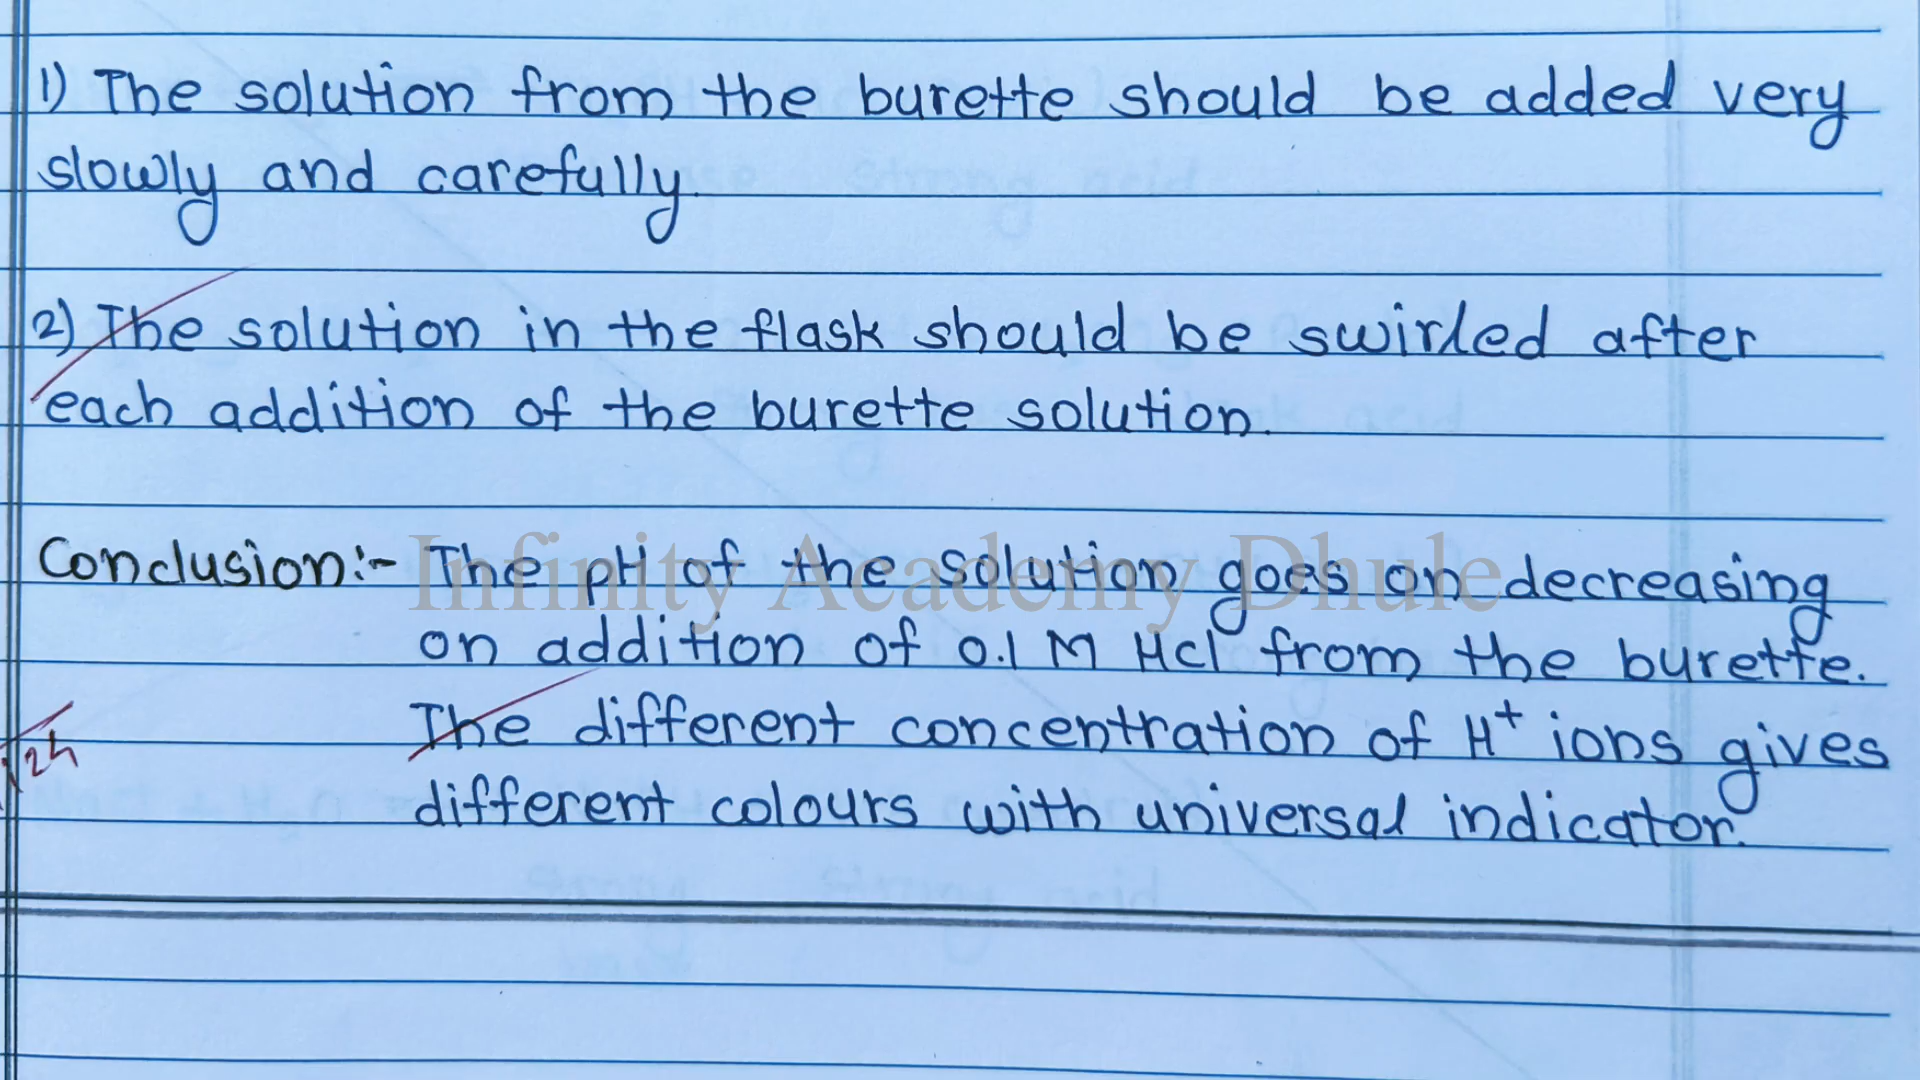 1) The solution from the burette should be added very
slowly and carefully.
2) The solution in the flask should be swirled after
each addition of the burette solution.
Conclusion:- The pH of the solution goes on decreasing
on addition of 0.1 M Hcl from the burette.
The different concentration of H⁺ ions gives
different colours with universal indicator.
Infinity Academy Dhule